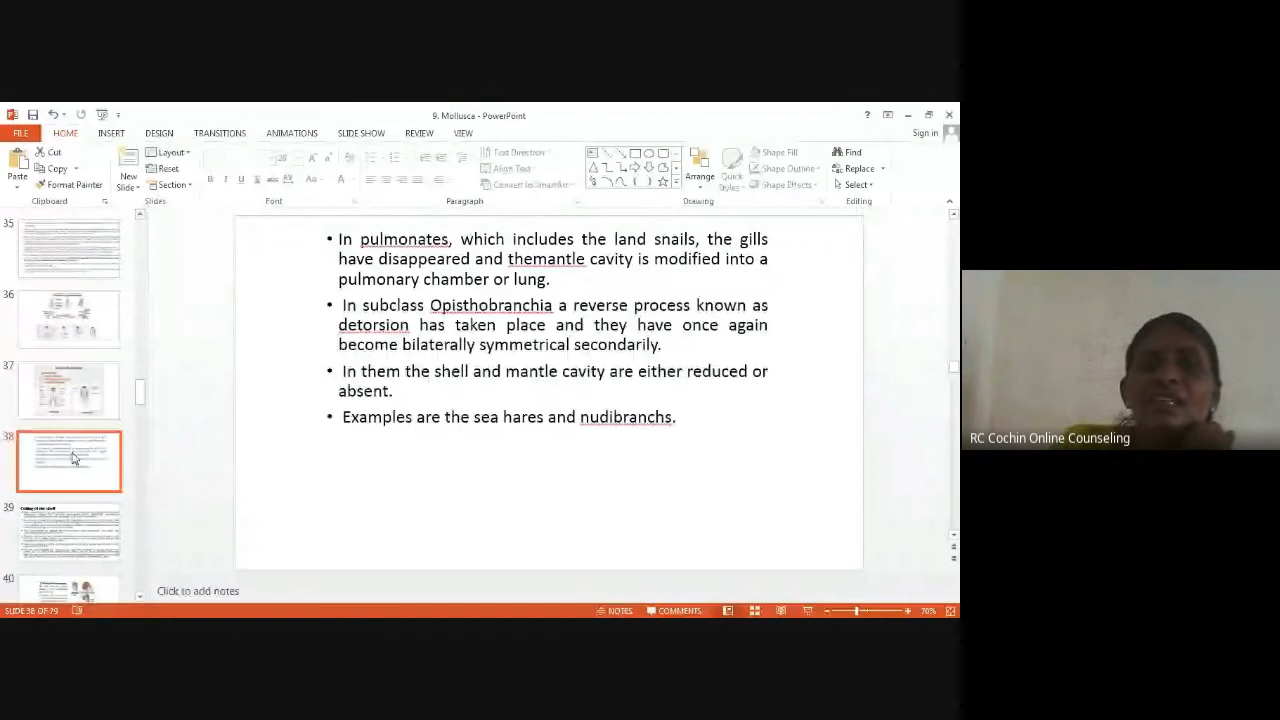 9. Mollusca - PowerPoint
Sign in
FILE HOME INSERT DESIGN TRANSITIONS ANIMATIONS SLIDE SHOW REVIEW VIEW
Paste
Cut
Copy
Format Painter
Clipboard
New
Slide
Layout
Reset
Section
Slides
28
Font
Text Direction
Align Text
Convert to SmartArt
Paragraph
Arrange
Quick
Styles
Shape Fill
Shape Outline
Shape Effects
Drawing
Find
Replace
Select
Editing
35
36
37
38
39
40
• In pulmonates, which includes the land snails, the gills
have disappeared and themantle cavity is modified into a
pulmonary chamber or lung.
• In subclass Opisthobranchia a reverse process known as
detorsion has taken place and they have once again
become bilaterally symmetrical secondarily.
• In them the shell and mantle cavity are either reduced or
absent.
• Examples are the sea hares and nudibranchs.
Click to add notes
SLIDE 38 OF 79
NOTES
COMMENTS
70%
RC Cochin Online Counseling